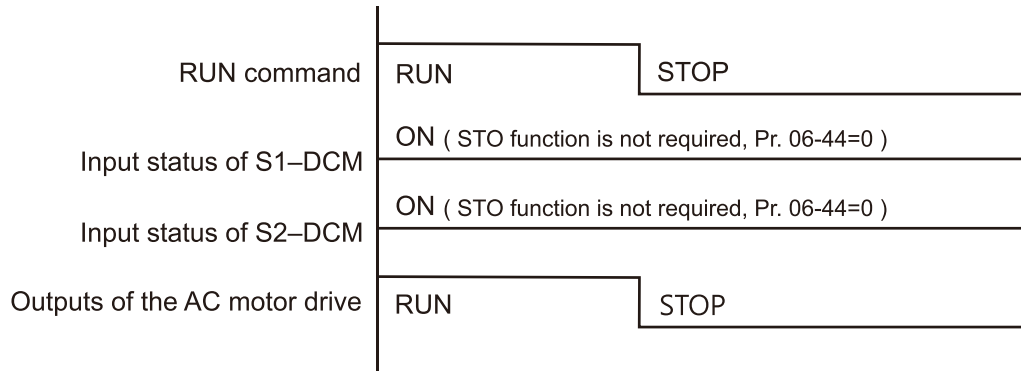 RUN command RUN STOP
ON ( STO function is not required, Pr. 06-44=0 )
Input status of S1–DCM
ON ( STO function is not required, Pr. 06-44=0 )
Input status of S2–DCM
Outputs of the AC motor drive RUN STOP